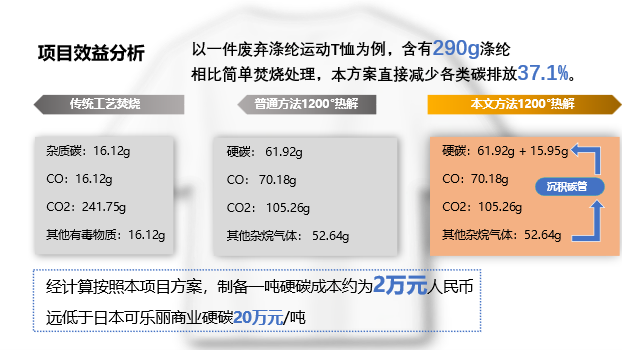 项目效益分析
以一件废弃涤纶运动T恤为例，含有290g涤纶
相比简单焚烧处理，本方案直接减少各类碳排放37.1%。
传统工艺焚烧
普通方法1200°热解
本文方法1200°热解
杂质碳：16.12g
CO：16.12g
CO2：241.75g
其他有毒物质：16.12g
硬碳： 61.92g
CO： 70.18g
CO2： 105.26g
其他杂烷气体： 52.64g
硬碳：61.92g + 15.95g
CO：70.18g
沉积碳管
CO2：105.26g
其他杂烷气体：52.64g
经计算按照本项目方案，制备一吨硬碳成本约为2万元人民币
远低于日本可乐丽商业硬碳20万元/吨